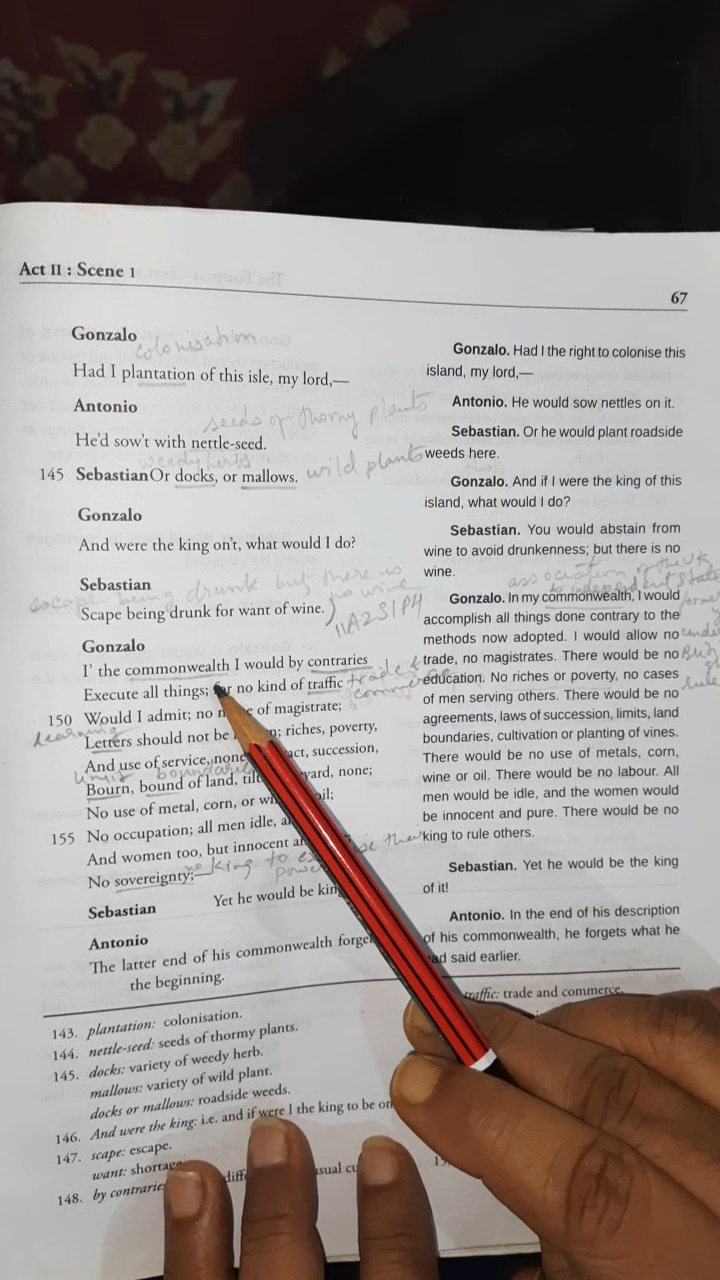 Act II : Scene 1
67
Gonzalo
colonisation
Had I plantation of this isle, my lord,—
Antonio
seeds of thorny plants
He'd sow't with nettle-seed.
weedy herbs
145 Sebastian Or docks, or mallows. wild plants
Gonzalo
And were the king on't, what would I do?
Sebastian
escape being drunk but there is
no wine
Scape being drunk for want of wine.
11A2S1P4
Gonzalo
I' the commonwealth I would by contraries
Execute all things; no kind of traffic trade &
150 Would I admit; no of magistrate;
learning
Letters should not be riches, poverty,
And use of service, none succession,
limit boundaries
Bourn, bound of land, none;
No use of metal, corn, or
155 No occupation; all men idle,
And women too, but innocent
no king to
power
No sovereignty;—
Sebastian
Yet he would be
Antonio
The latter end of his commonwealth
the beginning.
Gonzalo. Had I the right to colonise this
island, my lord,—
Antonio. He would sow nettles on it.
Sebastian. Or he would plant roadside
weeds here.
Gonzalo. And if I were the king of this
island, what would I do?
Sebastian. You would abstain from
wine to avoid drunkenness; but there is no
wine.
association of the UK
independent
Gonzalo. In my commonwealth, I would
accomplish all things done contrary to the
methods now adopted. I would allow no
trade, no magistrates. There would be no
education. No riches or poverty, no cases
rule
of men serving others. There would be no
agreements, laws of succession, limits, land
boundaries, cultivation or planting of vines.
There would be no use of metals, corn,
wine or oil. There would be no labour. All
men would be idle, and the women would
be innocent and pure. There would be no
king to rule others.
Sebastian. Yet he would be the king
of it!
Antonio. In the end of his description
of his commonwealth, he forgets what he
said earlier.
143. plantation: colonisation.
144. nettle-seed: seeds of thorny plants.
145. docks: variety of weedy herb.
mallows: variety of wild plant.
docks or mallows: roadside weeds.
146. And were the king: i.e. and if were I the king to be
147. scape: escape.
want:
148. by
traffic: trade and commerce.